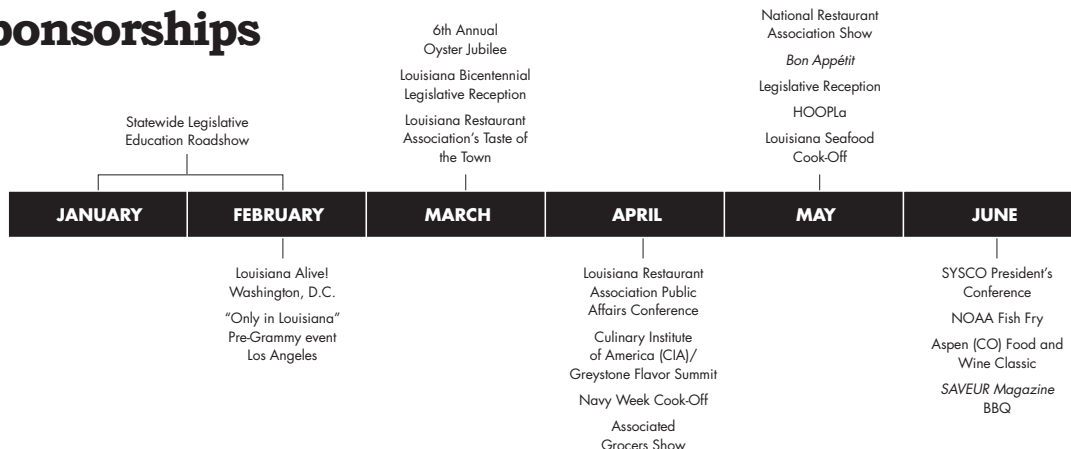 ponsorships
6th Annual
Oyster Jubilee
Louisiana Bicentennial
Legislative Reception
Louisiana Restaurant
Association's Taste of
the Town
National Restaurant
Association Show
Bon Appétit
Legislative Reception
HOOPLa
Louisiana Seafood
Cook-Off
Statewide Legislative
Education Roadshow
JANUARY
FEBRUARY
MARCH
APRIL
MAY
JUNE
Louisiana Alive!
Washington, D.C.
“Only in Louisiana”
Pre-Grammy event
Los Angeles
Louisiana Restaurant
Association Public
Affairs Conference
Culinary Institute
of America (CIA)/
Greystone Flavor Summit
Navy Week Cook-Off
Associated
Grocers Show
SYSCO President's
Conference
NOAA Fish Fry
Aspen (CO) Food and
Wine Classic
SAVEUR Magazine
BBQ